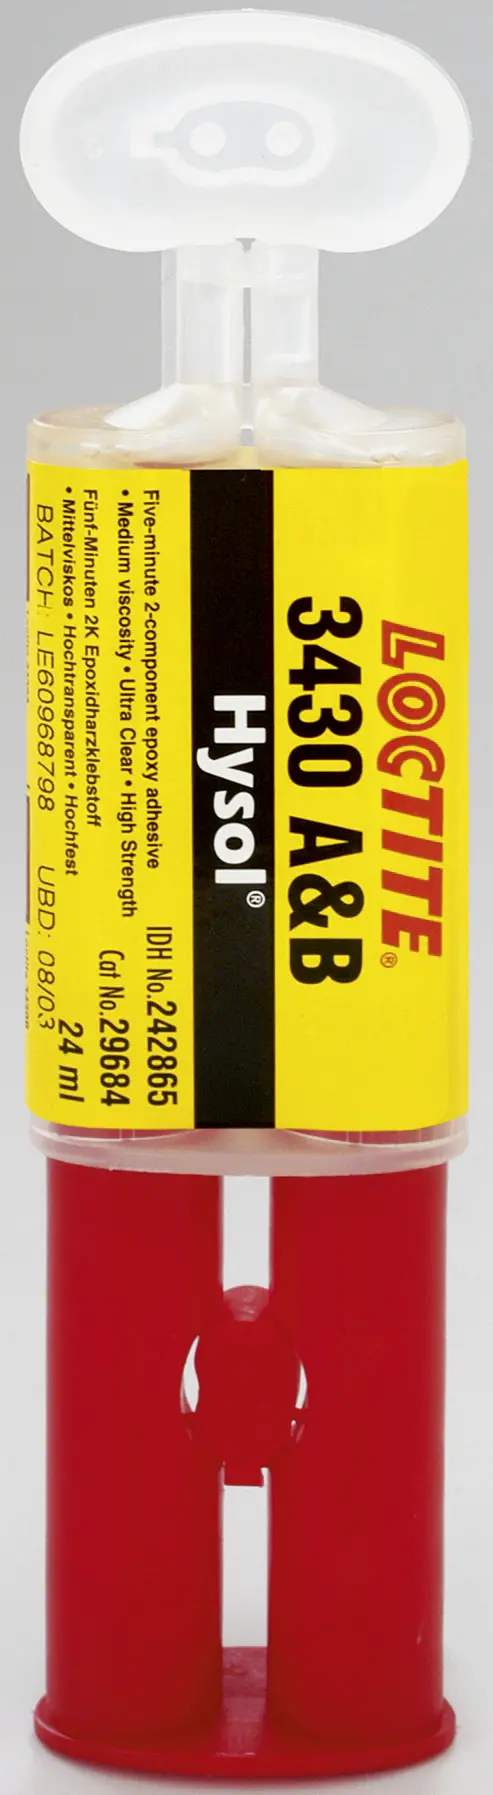 LOCTITE®
3430 A&B
Hysol®
Five-minute 2-component epoxy adhesive
• Medium viscosity • Ultra Clear • High Strength
Fünf-Minuten 2K Epoxidharzklebstoff
• Mittelviskos • Hochtransparent • Hochfest
IDH No.242865
Cat No.29684
24 ml
BATCH: LE60968798 UBD: 08/03